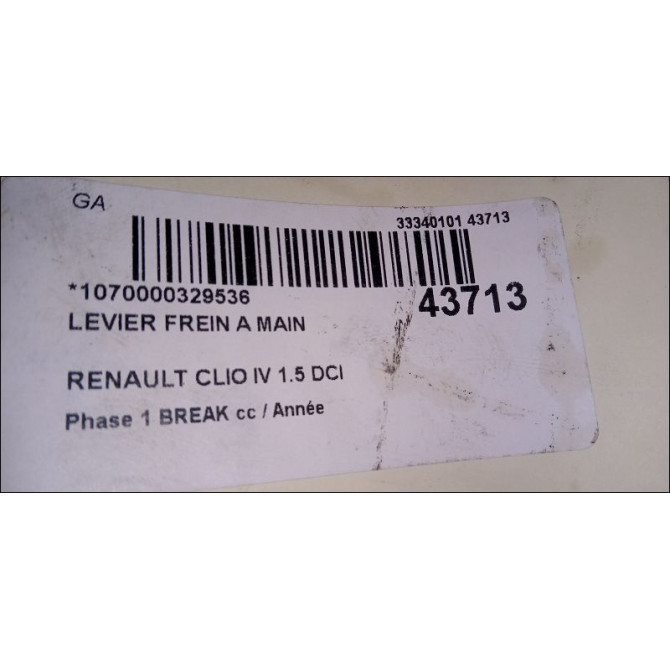 GA
33340101 43713
*1070000329536
43713
LEVIER FREIN A MAIN
RENAULT CLIO IV 1.5 DCI
Phase 1 BREAK cc / Année